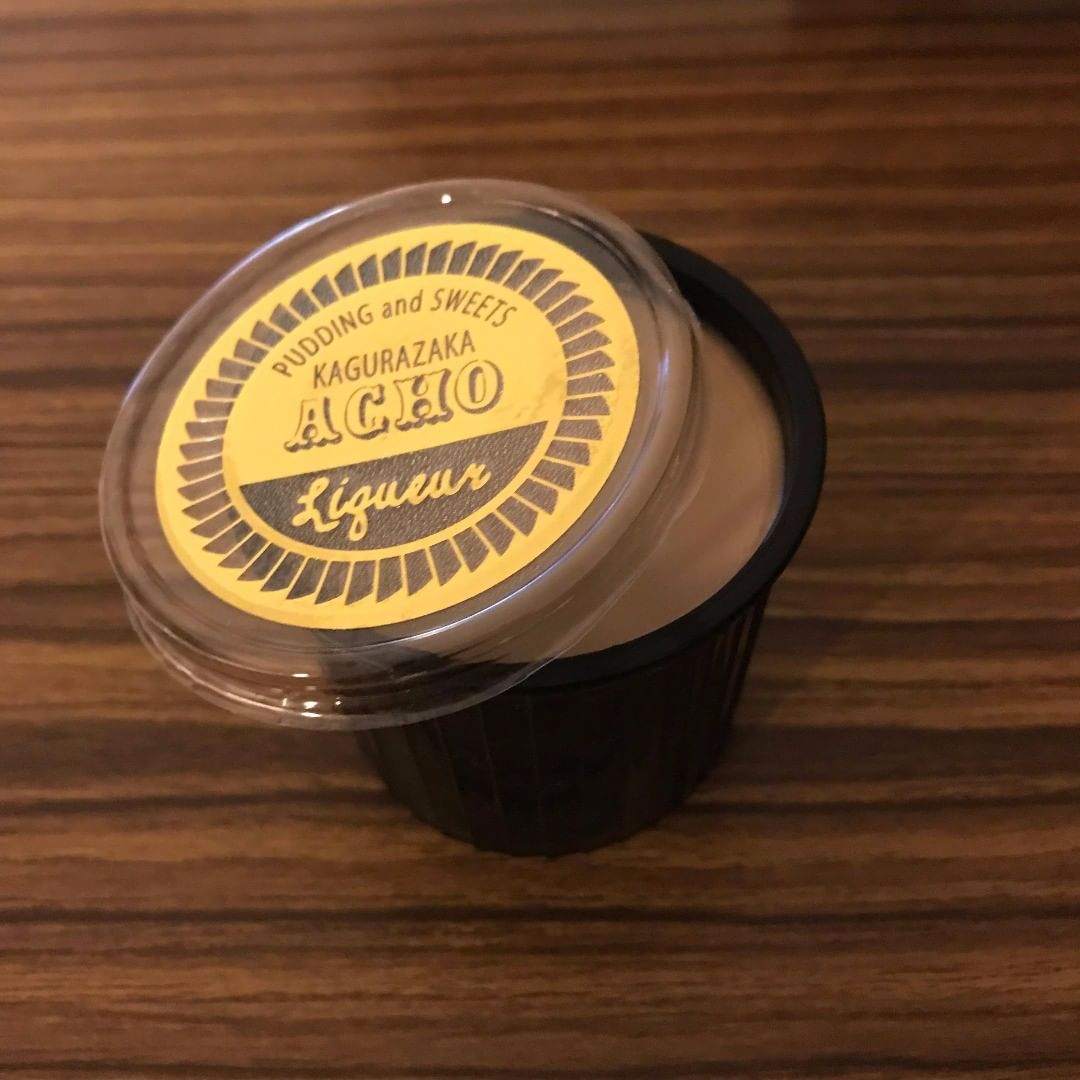 PUDDING and SWEETS
KAGURAZAKA
ACHO
Liqueur